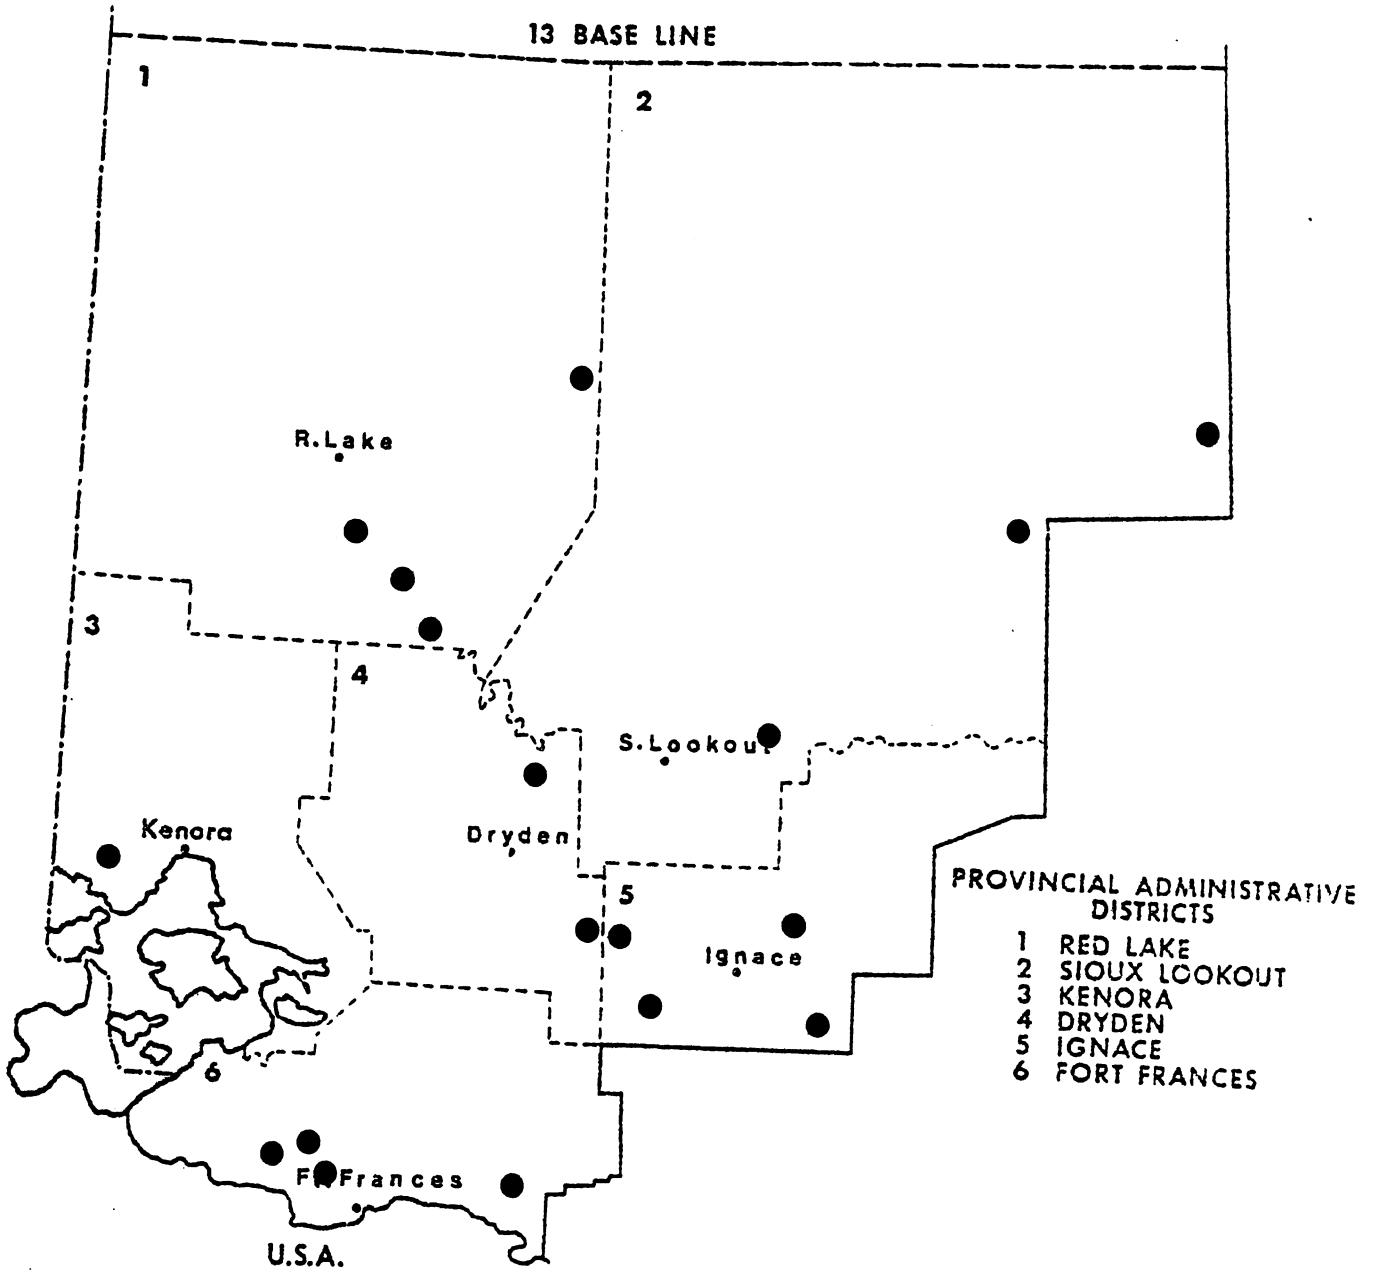 13 BASE LINE
1
2
R.Lake
3
4
S.Lookout
Kenora
Dryden
5
Ignace
6
Ft.Frances
U.S.A.
PROVINCIAL ADMINISTRATIVE
DISTRICTS
1 RED LAKE
2 SIOUX LOOKOUT
3 KENORA
4 DRYDEN
5 IGNACE
6 FORT FRANCES